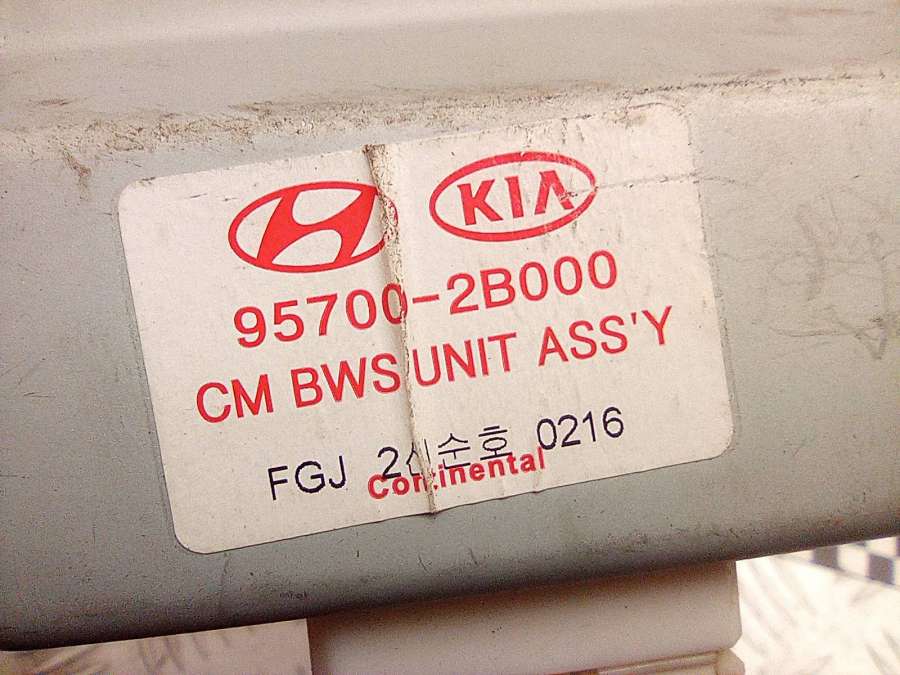 KIA
95700-2B000
CM BWS UNIT ASS'Y
FGJ 2신순호 0216
Continental